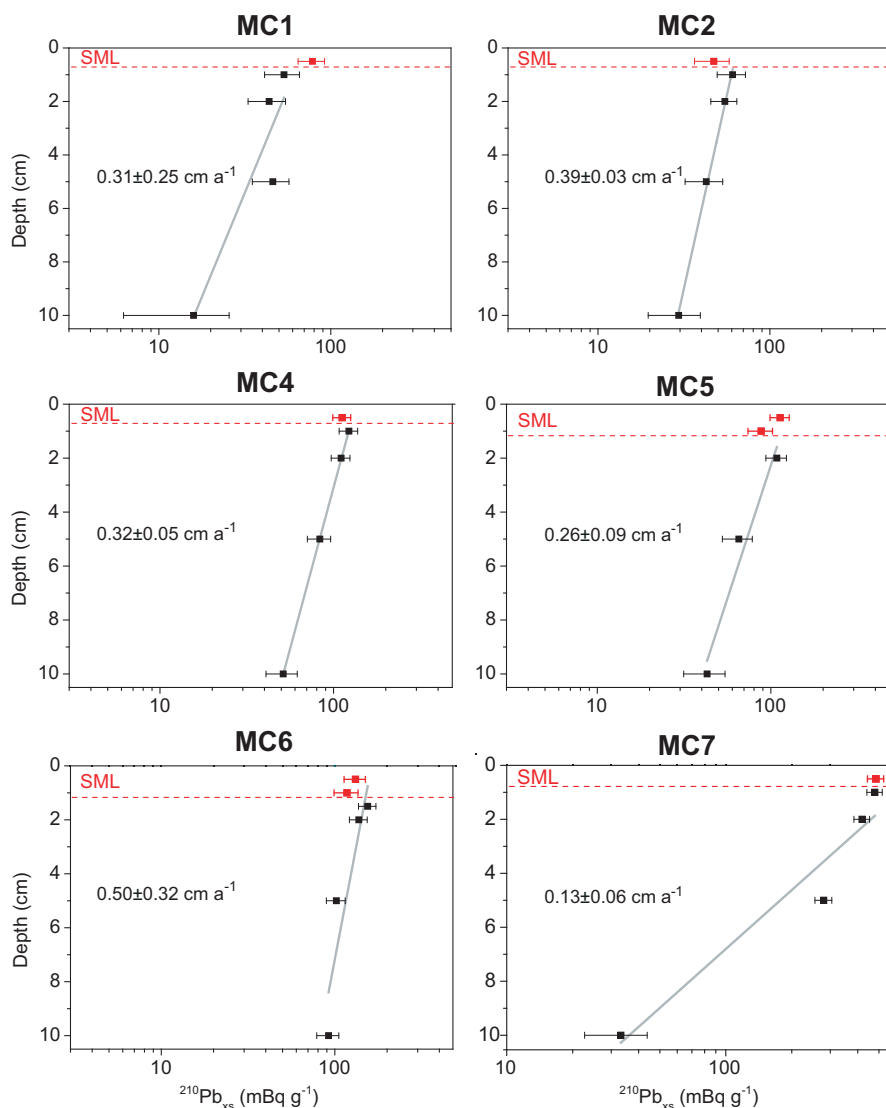 MC1
MC2
0
SML
2
4
6
8
10
Depth (cm)
0.31±0.25 cm a⁻¹
10
100
0
SML
2
4
6
8
10
0.39±0.03 cm a⁻¹
10
100
MC4
MC5
0
SML
2
4
6
8
10
Depth (cm)
0.32±0.05 cm a⁻¹
10
100
0
SML
2
4
6
8
10
0.26±0.09 cm a⁻¹
10
100
MC6
MC7
0
SML
2
4
6
8
10
Depth (cm)
0.50±0.32 cm a⁻¹
10
100
²¹⁰Pbₓₛ (mBq g⁻¹)
0
SML
2
4
6
8
10
0.13±0.06 cm a⁻¹
10
100
²¹⁰Pbₓₛ (mBq g⁻¹)